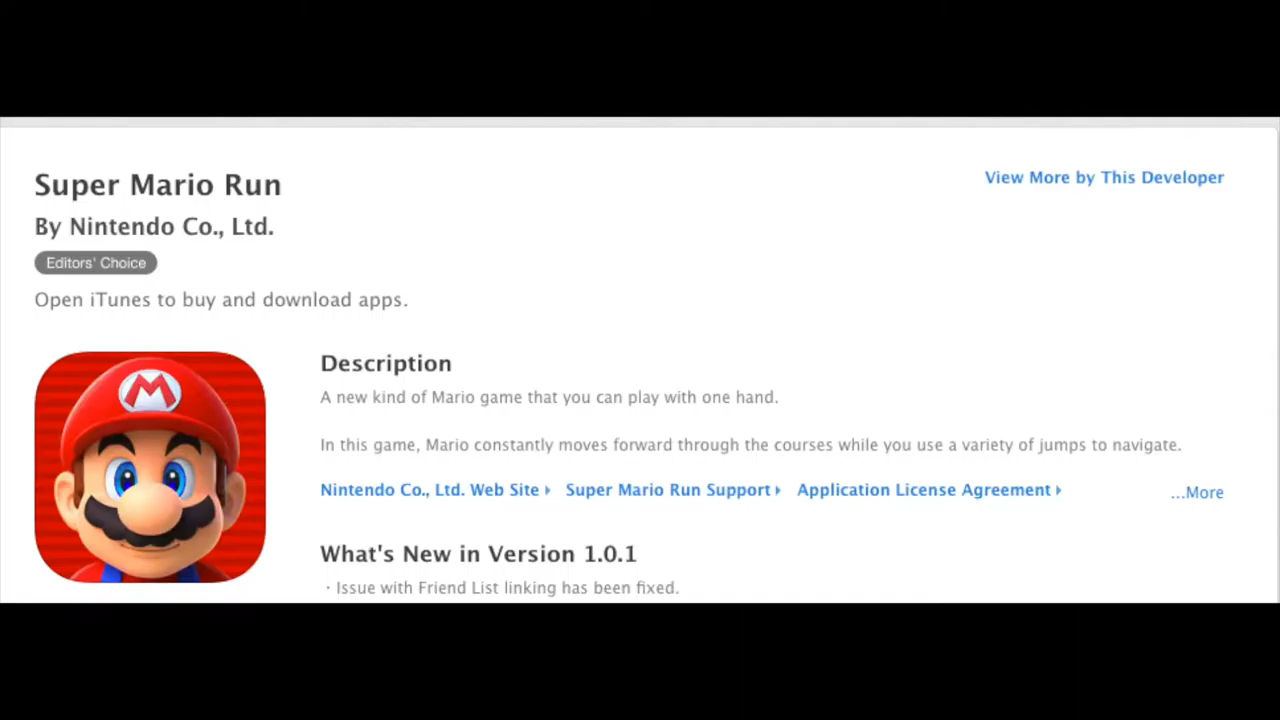 Super Mario Run
View More by This Developer
By Nintendo Co., Ltd.
Editors' Choice
Open iTunes to buy and download apps.
M
Description
A new kind of Mario game that you can play with one hand.
In this game, Mario constantly moves forward through the courses while you use a variety of jumps to navigate.
Nintendo Co., Ltd. Web Site Super Mario Run Support Application License Agreement ...More
What's New in Version 1.0.1
· Issue with Friend List linking has been fixed.